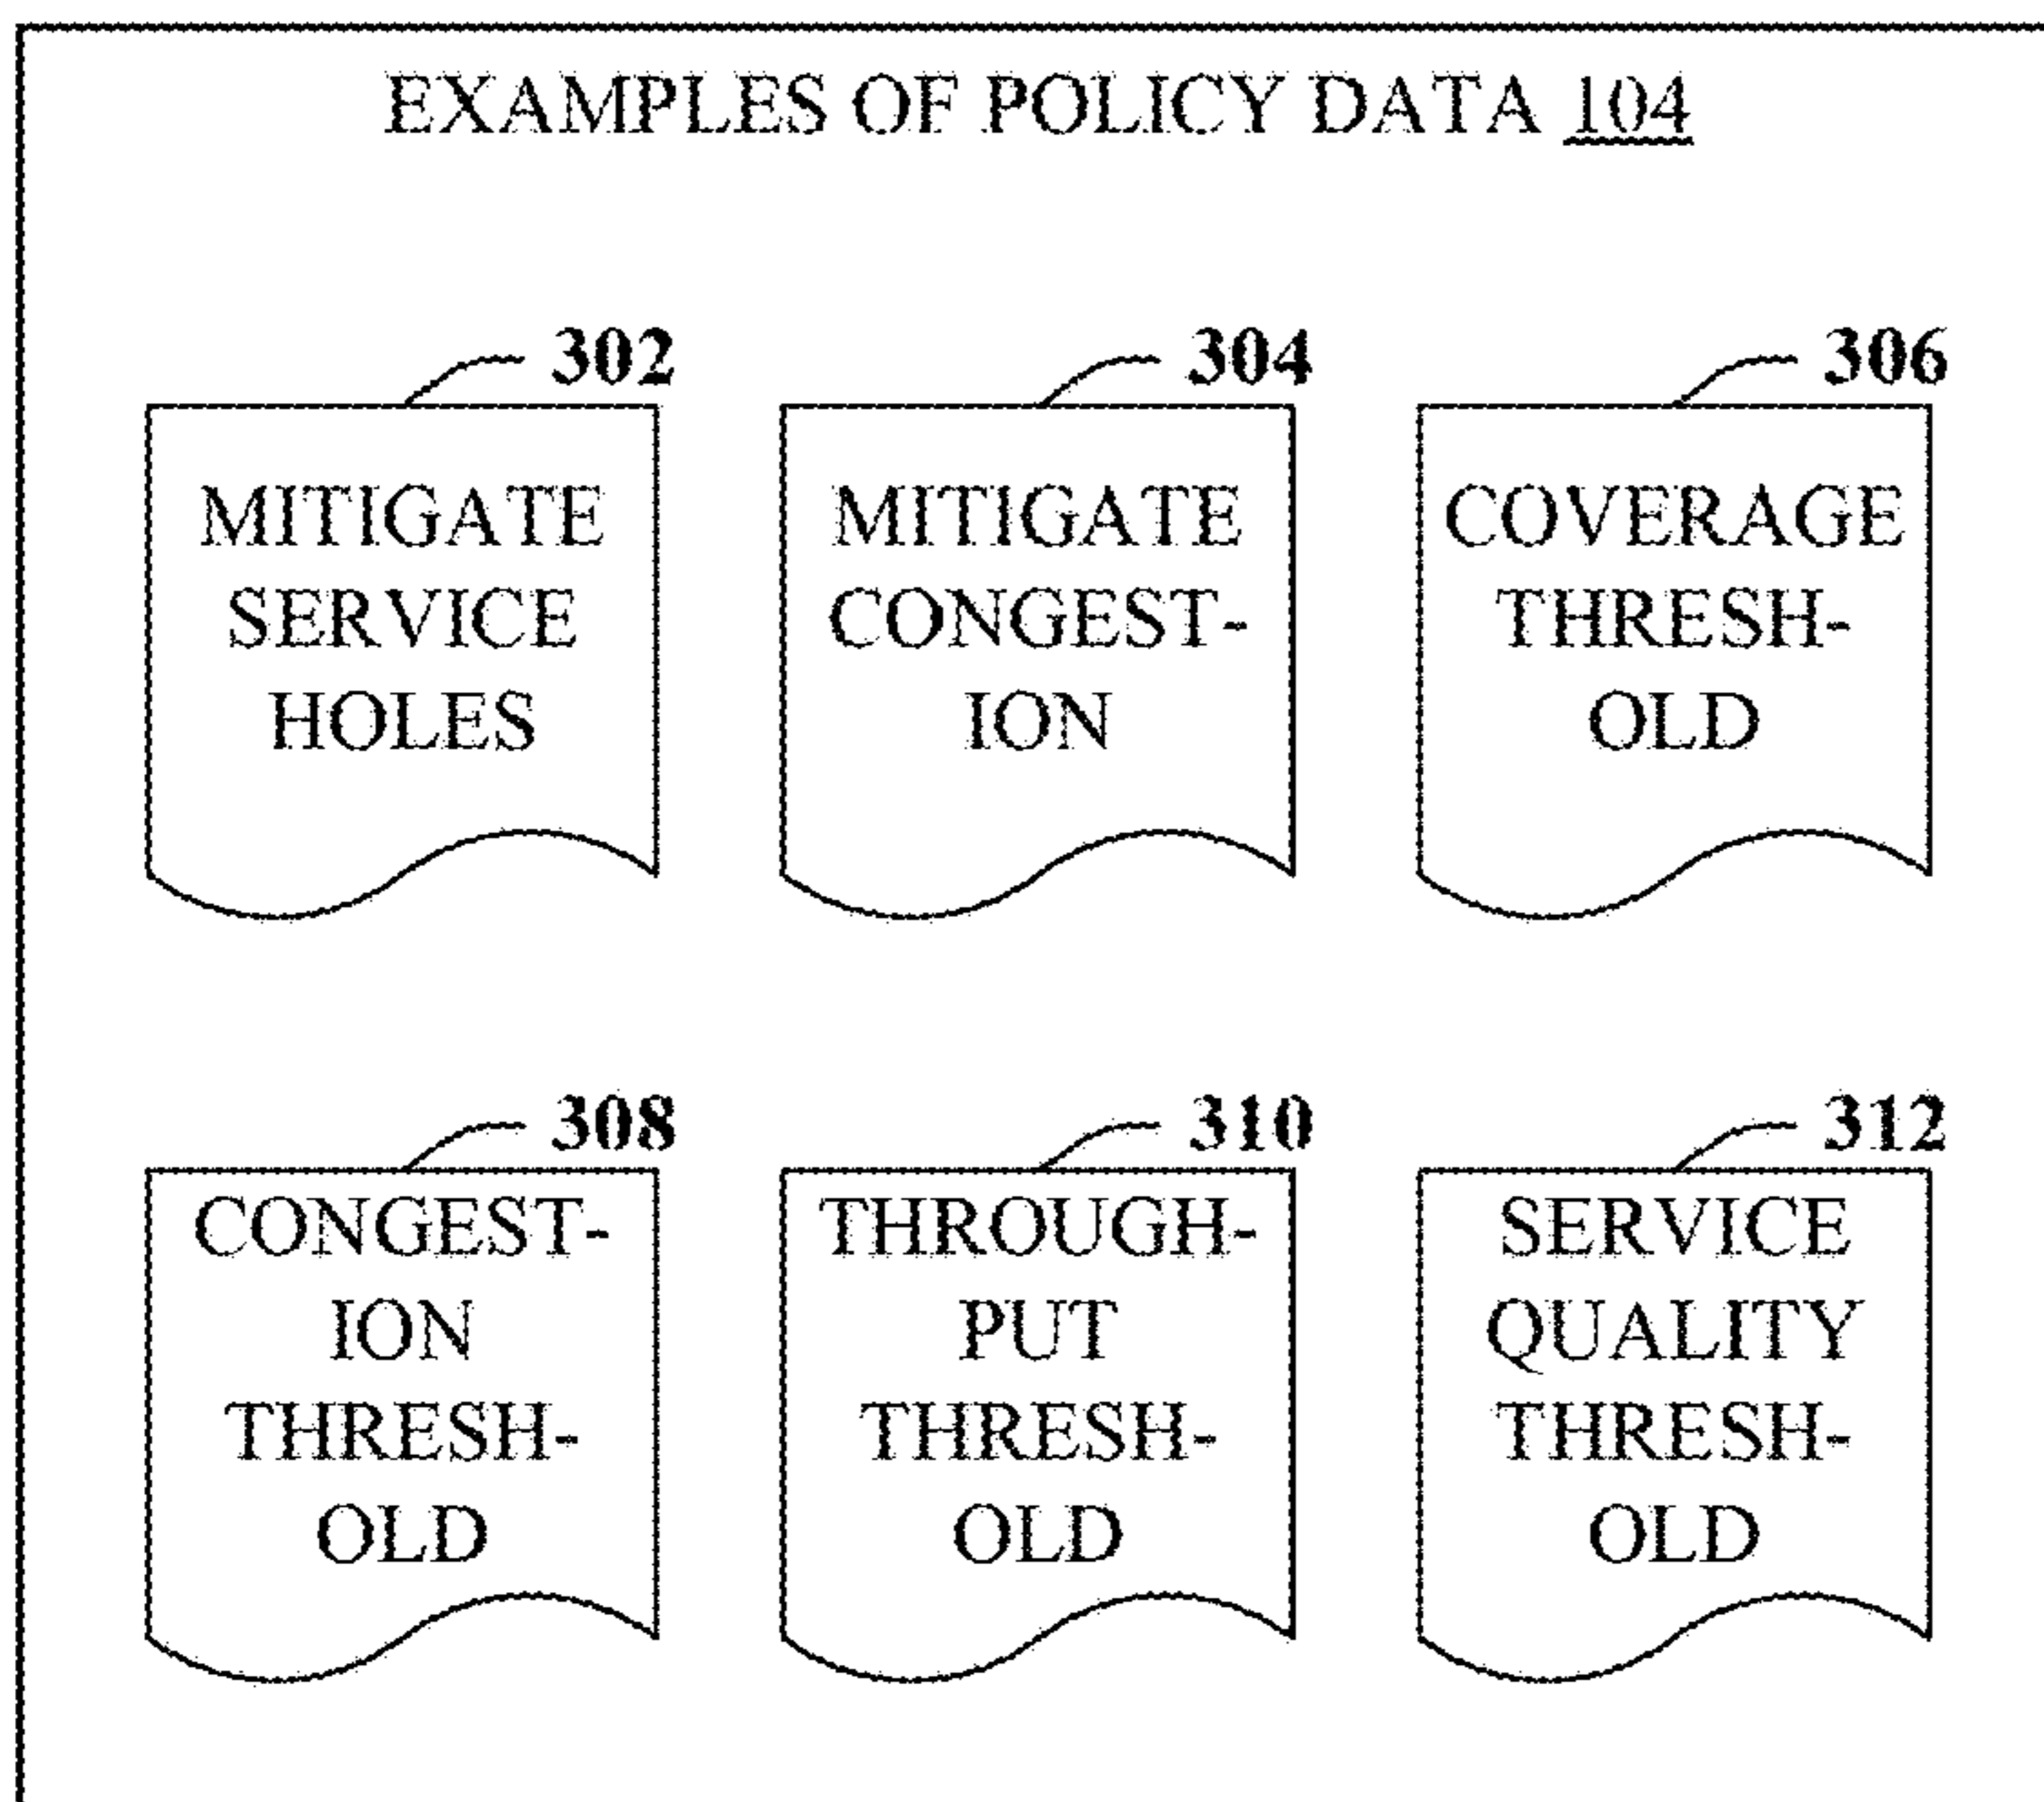 EXAMPLES OF POLICY DATA 104
302
MITIGATE
SERVICE
HOLES
304
MITIGATE
CONGEST-
ION
306
COVERAGE
THRESH-
OLD
308
CONGEST-
ION
THRESH-
OLD
310
THROUGH-
PUT
THRESH-
OLD
312
SERVICE
QUALITY
THRESH-
OLD